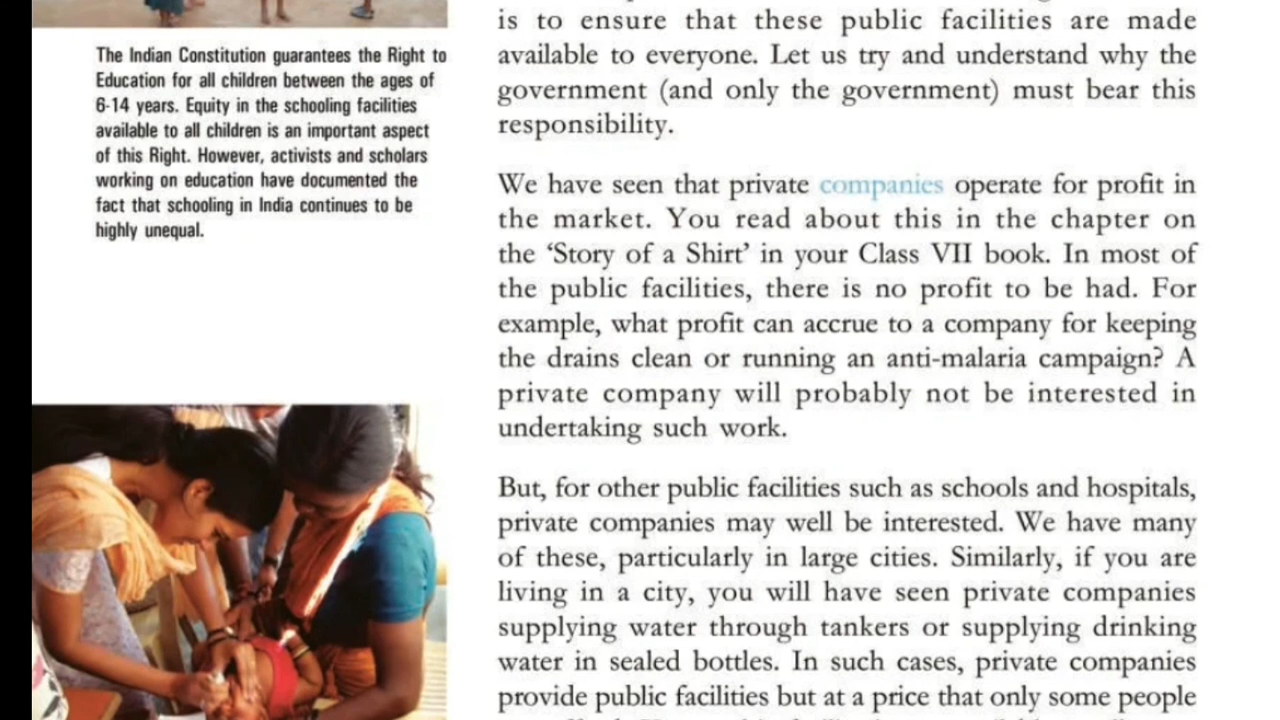 The Indian Constitution guarantees the Right to
Education for all children between the ages of
6-14 years. Equity in the schooling facilities
available to all children is an important aspect
of this Right. However, activists and scholars
working on education have documented the
fact that schooling in India continues to be
highly unequal.
is to ensure that these public facilities are made
available to everyone. Let us try and understand why the
government (and only the government) must bear this
responsibility.
We have seen that private companies operate for profit in
the market. You read about this in the chapter on
the ‘Story of a Shirt’ in your Class VII book. In most of
the public facilities, there is no profit to be had. For
example, what profit can accrue to a company for keeping
the drains clean or running an anti-malaria campaign? A
private company will probably not be interested in
undertaking such work.
But, for other public facilities such as schools and hospitals,
private companies may well be interested. We have many
of these, particularly in large cities. Similarly, if you are
living in a city, you will have seen private companies
supplying water through tankers or supplying drinking
water in sealed bottles. In such cases, private companies
provide public facilities but at a price that only some people